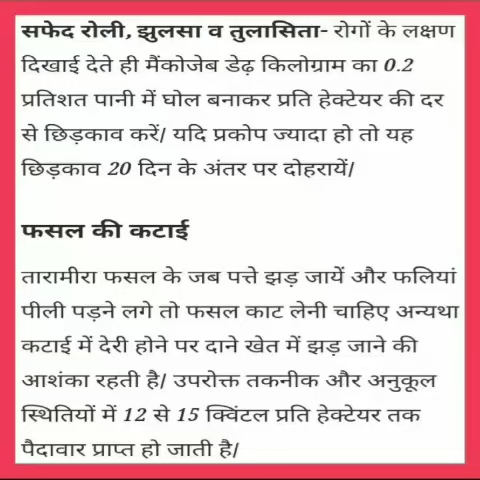 सफेद रोली, झुलसा व तुलासिता- रोगों के लक्षण
दिखाई देते ही मैंकोजेब डेढ़ किलोग्राम का 0.2
प्रतिशत पानी में घोल बनाकर प्रति हेक्टेयर की दर
से छिड़काव करें/ यदि प्रकोप ज्यादा हो तो यह
छिड़काव 20 दिन के अंतर पर दोहरायें/
फसल की कटाई
तारामीरा फसल के जब पत्ते झड़ जायें और फलियां
पीली पड़ने लगे तो फसल काट लेनी चाहिए अन्यथा
कटाई में देरी होने पर दाने खेत में झड़ जाने की
आशंका रहती है/ उपरोक्त तकनीक और अनुकूल
स्थितियों में 12 से 15 क्विंटल प्रति हेक्टेयर तक
पैदावार प्राप्त हो जाती है/